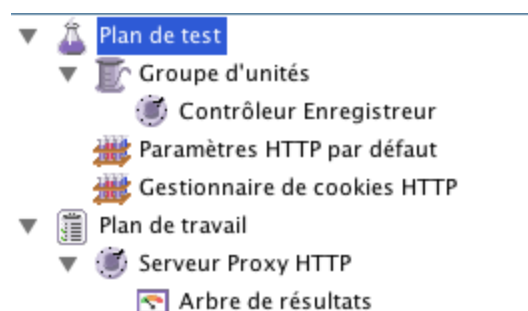 Plan de test
Groupe d'unités
Contrôleur Enregistreur
Paramètres HTTP par défaut
Gestionnaire de cookies HTTP
Plan de travail
Serveur Proxy HTTP
Arbre de résultats